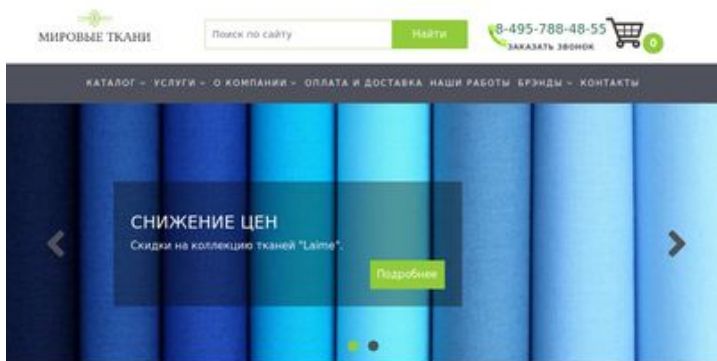 МИРОВЫЕ ТКАНИ
Поиск по сайту
Найти
8-495-788-48-55
ЗАКАЗАТЬ ЗВОНОК
0
КАТАЛОГ УСЛУГИ О КОМПАНИИ ОПЛАТА И ДОСТАВКА НАШИ РАБОТЫ БРЭНДЫ КОНТАКТЫ
СНИЖЕНИЕ ЦЕН
Скидки на коллекцию тканей "Laime".
Подробнее